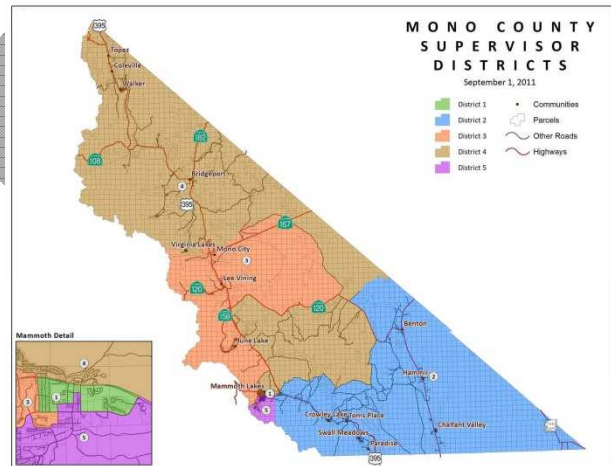 MONO COUNTY
SUPERVISOR
DISTRICTS
September 1, 2011
District 1
District 2
District 3
District 4
District 5
Communities
Parcels
Other Roads
Highways
395
Topaz
Coleville
Walker
182
108
4
Bridgeport
395
167
Virginia Lakes
Mono City
3
Lee Vining
120
120
158
June Lake
Benton
Mammoth Lakes
1
Hammil
2
5
Crowley Lake
Toms Place
Swall Meadows
Chalfant Valley
Paradise
395
Mammoth Detail
4
3
1
5